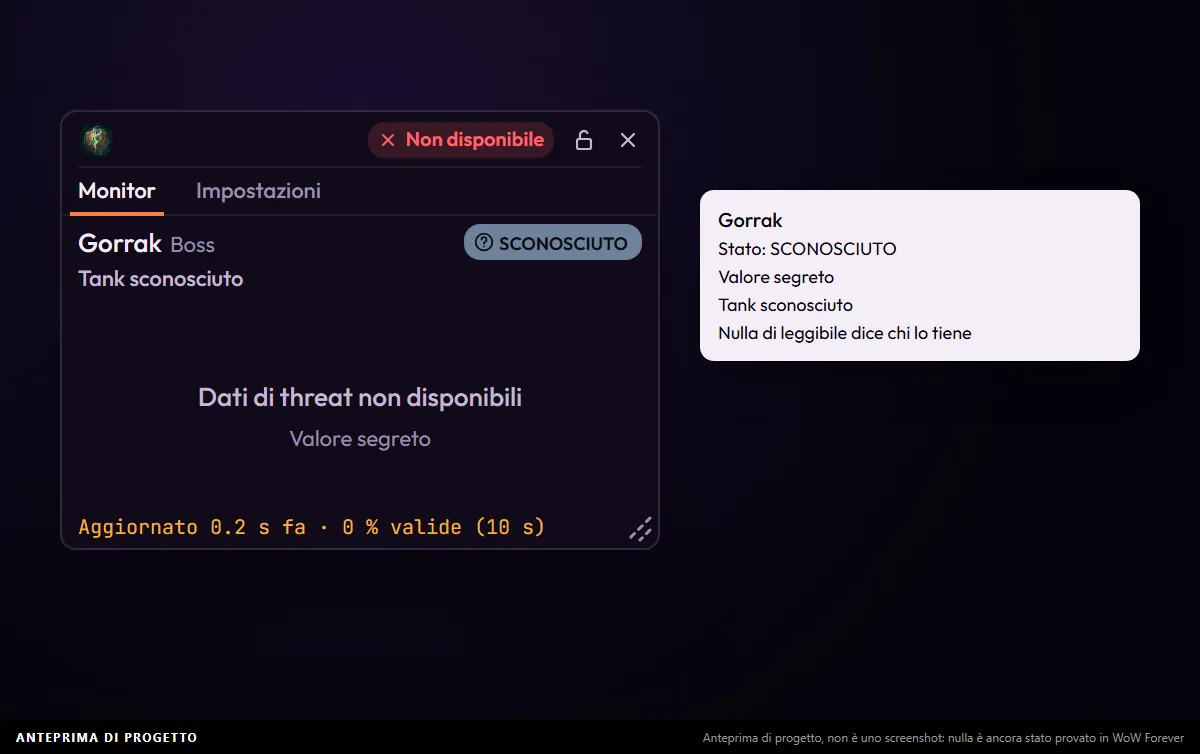 Non disponibile
Monitor Impostazioni
Gorrak Boss
SCONOSCIUTO
Tank sconosciuto
Dati di threat non disponibili
Valore segreto
Aggiornato 0.2 s fa · 0 % valide (10 s)
Gorrak
Stato: SCONOSCIUTO
Valore segreto
Tank sconosciuto
Nulla di leggibile dice chi lo tiene
ANTEPRIMA DI PROGETTO
Anteprima di progetto, non è uno screenshot: nulla è ancora stato provato in WoW Forever